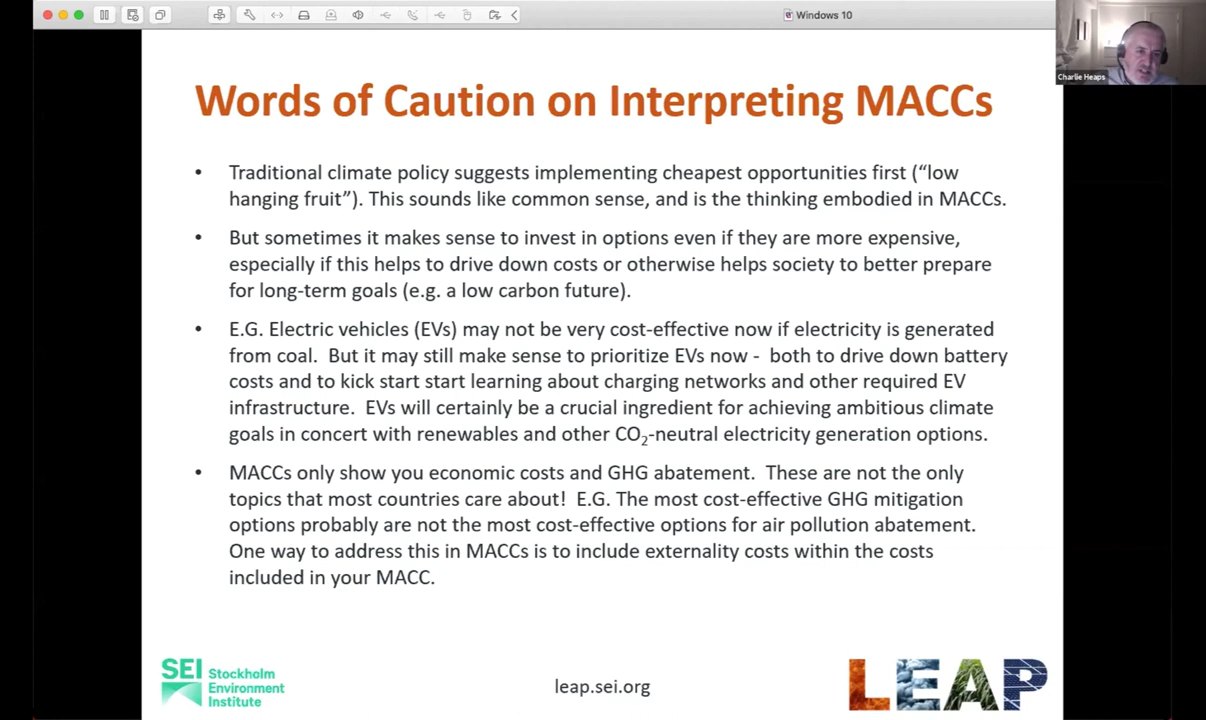 Windows 10
Charlie Heaps
Words of Caution on Interpreting MACCs
• Traditional climate policy suggests implementing cheapest opportunities first (“low
hanging fruit”). This sounds like common sense, and is the thinking embodied in MACCs.
• But sometimes it makes sense to invest in options even if they are more expensive,
especially if this helps to drive down costs or otherwise helps society to better prepare
for long-term goals (e.g. a low carbon future).
• E.G. Electric vehicles (EVs) may not be very cost-effective now if electricity is generated
from coal. But it may still make sense to prioritize EVs now - both to drive down battery
costs and to kick start start learning about charging networks and other required EV
infrastructure. EVs will certainly be a crucial ingredient for achieving ambitious climate
goals in concert with renewables and other CO₂-neutral electricity generation options.
• MACCs only show you economic costs and GHG abatement. These are not the only
topics that most countries care about! E.G. The most cost-effective GHG mitigation
options probably are not the most cost-effective options for air pollution abatement.
One way to address this in MACCs is to include externality costs within the costs
included in your MACC.
SEI Stockholm
Environment
Institute
leap.sei.org
LEAP